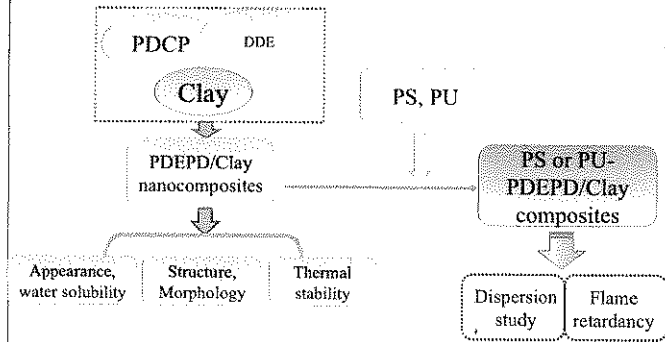 PDCP
DDE
Clay
PS, PU
PDEPD/Clay
nanocomposites
PS or PU-
PDEPD/Clay
composites
Appearance,
water solubility
Structure,
Morphology
Thermal
stability
Dispersion
study
Flame
retardancy